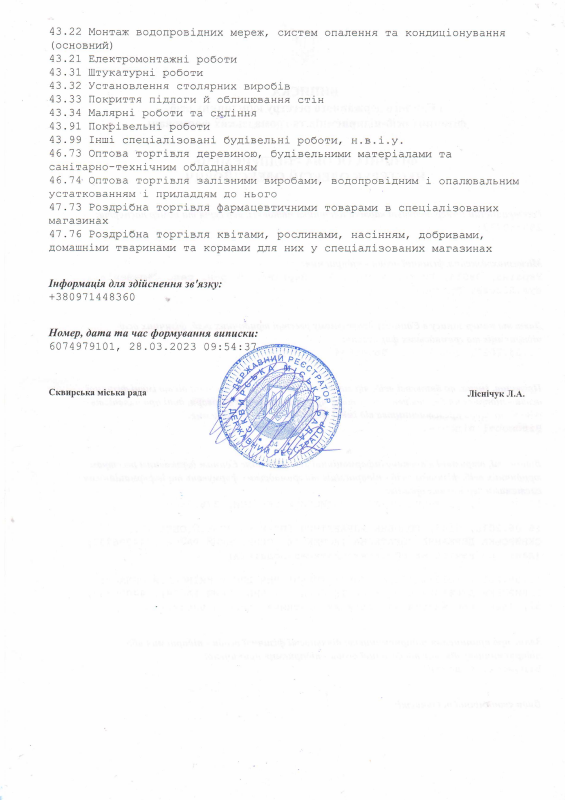 43.22 Монтаж водопровідних мереж, систем опалення та кондиціонування
(основний)
43.21 Електромонтажні роботи
43.31 Штукатурні роботи
43.32 Установлення столярних виробів
43.33 Покриття підлоги й облицювання стін
43.34 Малярні роботи та скління
43.91 Покрівельні роботи
43.99 Інші спеціалізовані будівельні роботи, н.в.і.у.
46.73 Оптова торгівля деревиною, будівельними матеріалами та
санітарно-технічним обладнанням
46.74 Оптова торгівля залізними виробами, водопровідним і опалювальним
устаткованням і приладдям до нього
47.73 Роздрібна торгівля фармацевтичними товарами в спеціалізованих
магазинах
47.76 Роздрібна торгівля квітами, рослинами, насінням, добривами,
домашніми тваринами та кормами для них у спеціалізованих магазинах
Інформація для здійснення зв'язку:
+380971448360
Номер, дата та час формування виписки:
6074979101, 28.03.2023 09:54:37
Сквирська міська рада
Лієнічук Л.А.
ДЕРЖАВНИЙ РЕЄСТРАТОР
СКВИРСЬКА МІСЬКА РАДА
ДЕРЖАВНИЙ РЕЄСТРАТОР